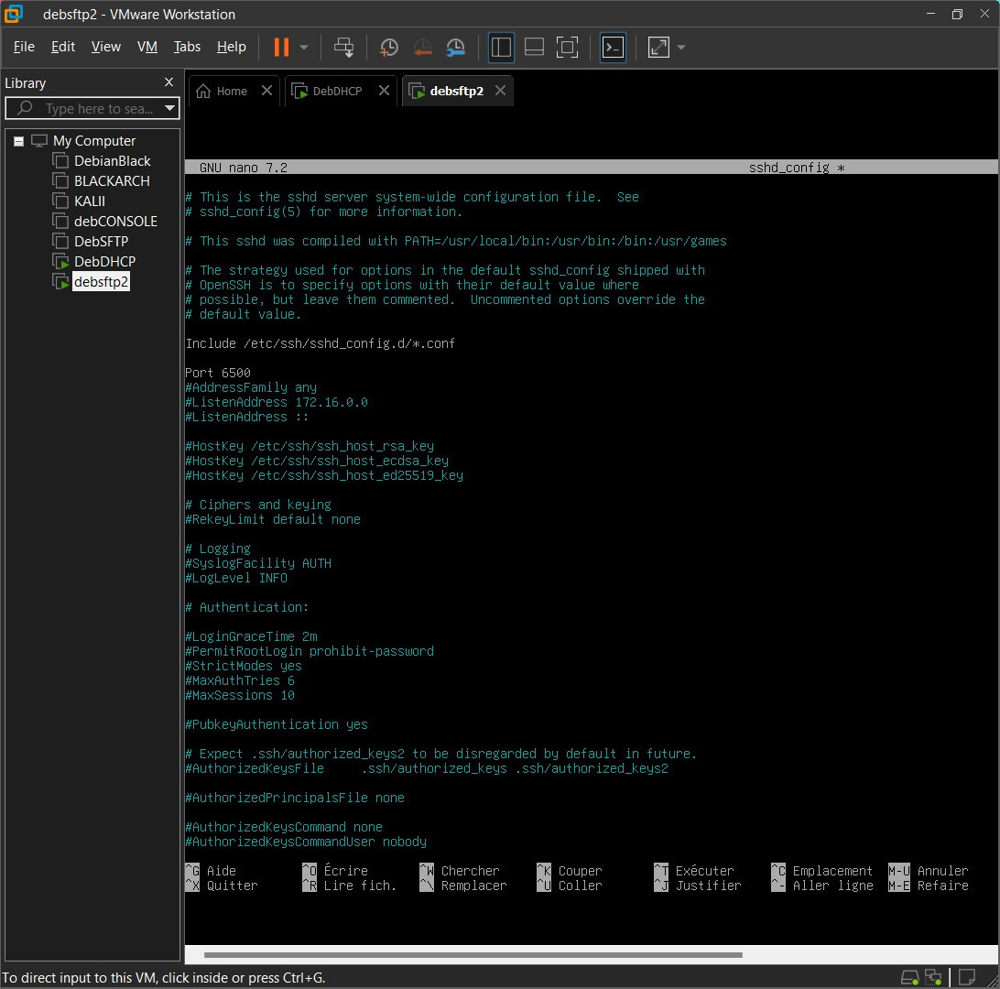 debsftp2 - VMware Workstation
File Edit View VM Tabs Help
Library
Type here to sea...
My Computer
DebianBlack
BLACKARCH
KALII
debCONSOLE
DebSFTP
DebDHCP
debsftp2
Home DebDHCP debsftp2
GNU nano 7.2 sshd_config *
# This is the sshd server system-wide configuration file.  See
# sshd_config(5) for more information.
# This sshd was compiled with PATH=/usr/local/bin:/usr/bin:/bin:/usr/games
# The strategy used for options in the default sshd_config shipped with
# OpenSSH is to specify options with their default value where
# possible, but leave them commented.  Uncommented options override the
# default value.
Include /etc/ssh/sshd_config.d/*.conf
Port 6500
#AddressFamily any
#ListenAddress 172.16.0.0
#ListenAddress ::
#HostKey /etc/ssh/ssh_host_rsa_key
#HostKey /etc/ssh/ssh_host_ecdsa_key
#HostKey /etc/ssh/ssh_host_ed25519_key
# Ciphers and keying
#RekeyLimit default none
# Logging
#SyslogFacility AUTH
#LogLevel INFO
# Authentication:
#LoginGraceTime 2m
#PermitRootLogin prohibit-password
#StrictModes yes
#MaxAuthTries 6
#MaxSessions 10
#PubkeyAuthentication yes
# Expect .ssh/authorized_keys2 to be disregarded by default in future.
#AuthorizedKeysFile     .ssh/authorized_keys .ssh/authorized_keys2
#AuthorizedPrincipalsFile none
#AuthorizedKeysCommand none
#AuthorizedKeysCommandUser nobody
^G Aide ^O Écrire ^W Chercher ^K Couper ^T Exécuter ^C Emplacement M-U Annuler
^X Quitter ^R Lire fich. ^\ Remplacer ^U Coller ^J Justifier ^- Aller ligne M-E Refaire
To direct input to this VM, click inside or press Ctrl+G.